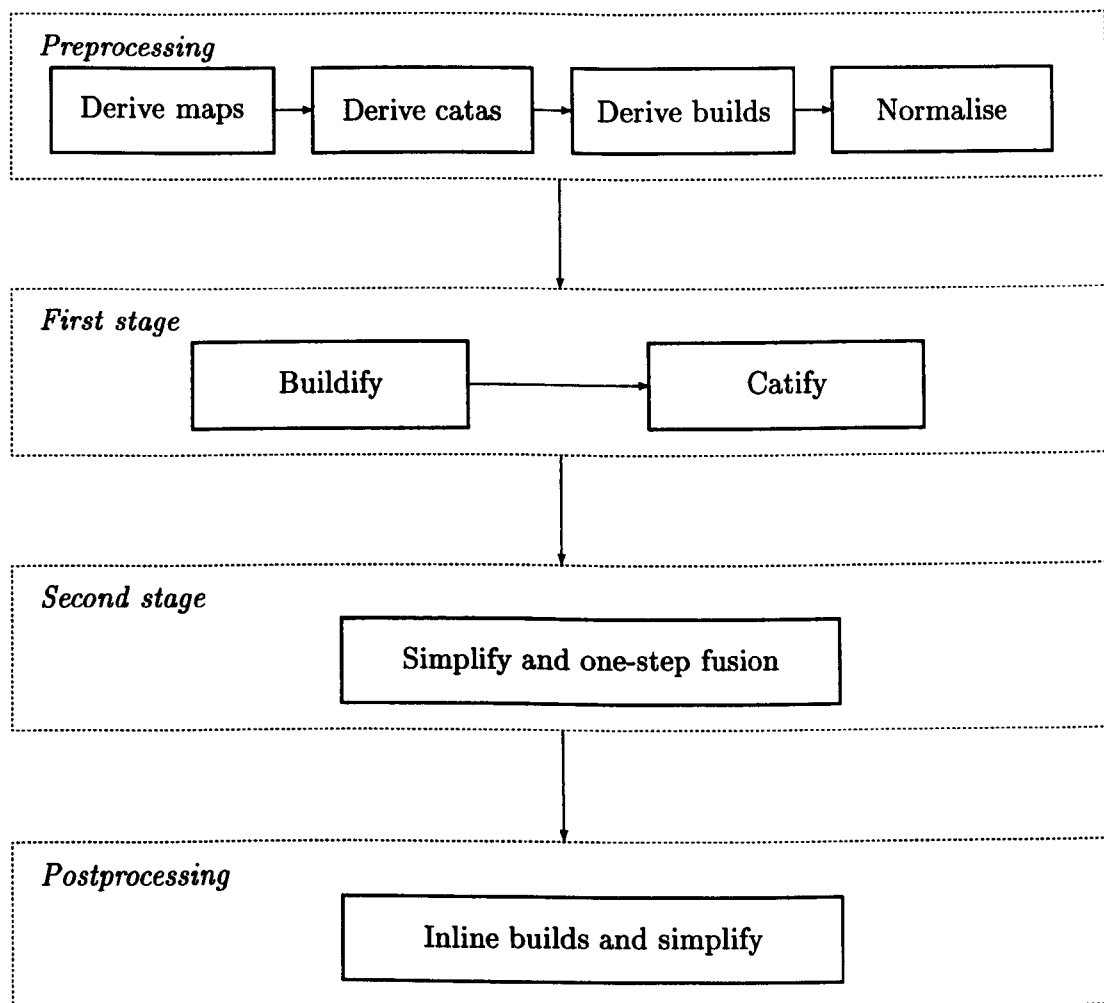 Preprocessing
Derive maps
Derive catas
Derive builds
Normalise
First stage
Buildify
Catify
Second stage
Simplify and one-step fusion
Postprocessing
Inline builds and simplify